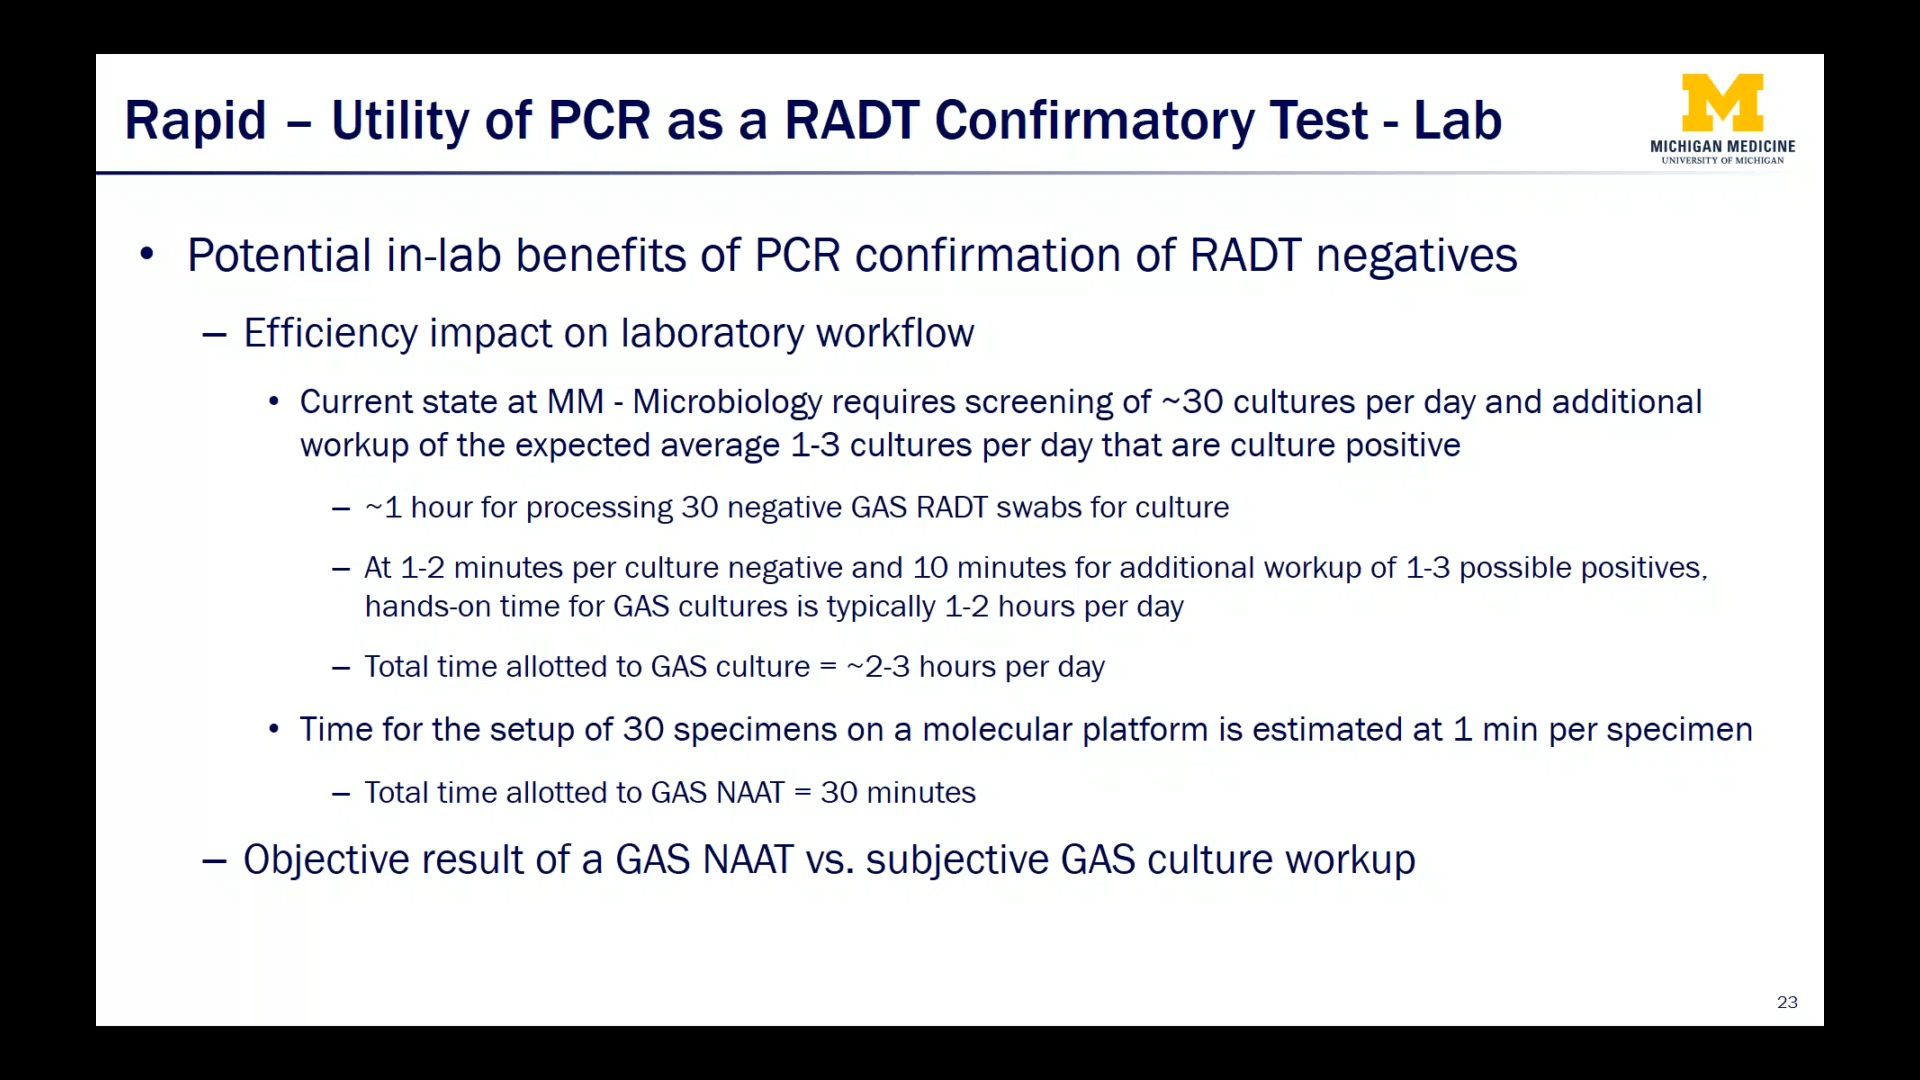 Rapid – Utility of PCR as a RADT Confirmatory Test - Lab
M
MICHIGAN MEDICINE
UNIVERSITY OF MICHIGAN
• Potential in-lab benefits of PCR confirmation of RADT negatives
– Efficiency impact on laboratory workflow
• Current state at MM - Microbiology requires screening of ~30 cultures per day and additional
workup of the expected average 1-3 cultures per day that are culture positive
– ~1 hour for processing 30 negative GAS RADT swabs for culture
– At 1-2 minutes per culture negative and 10 minutes for additional workup of 1-3 possible positives,
hands-on time for GAS cultures is typically 1-2 hours per day
– Total time allotted to GAS culture = ~2-3 hours per day
• Time for the setup of 30 specimens on a molecular platform is estimated at 1 min per specimen
– Total time allotted to GAS NAAT = 30 minutes
– Objective result of a GAS NAAT vs. subjective GAS culture workup
23